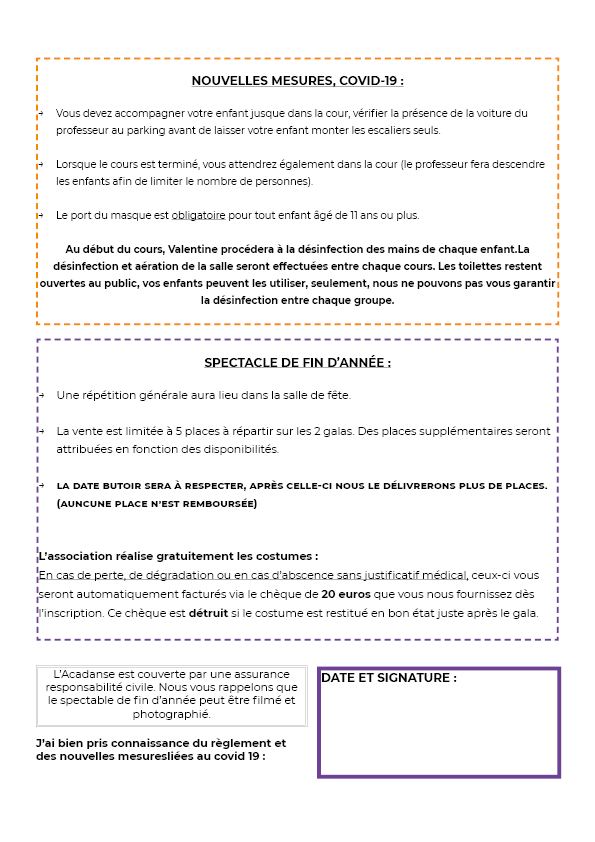 NOUVELLES MESURES, COVID-19 :
→ Vous devez accompagner votre enfant jusque dans la cour, vérifier la présence de la voiture du
professeur au parking avant de laisser votre enfant monter les escaliers seuls.
→ Lorsque le cours est terminé, vous attendrez également dans la cour (le professeur fera descendre
les enfants afin de limiter le nombre de personnes).
→ Le port du masque est obligatoire pour tout enfant âgé de 11 ans ou plus.
Au début du cours, Valentine procédera à la désinfection des mains de chaque enfant.La
désinfection et aération de la salle seront effectuées entre chaque cours. Les toilettes restent
ouvertes au public, vos enfants peuvent les utiliser, seulement, nous ne pouvons pas vous garantir
la désinfection entre chaque groupe.
SPECTACLE DE FIN D'ANNÉE :
→ Une répétition générale aura lieu dans la salle de fête.
→ La vente est limitée à 5 places à répartir sur les 2 galas. Des places supplémentaires seront
attribuées en fonction des disponibilités.
→ LA DATE BUTOIR SERA À RESPECTER, APRÈS CELLE-CI NOUS LE DÉLIVRERONS PLUS DE PLACES.
(AUNCUNE PLACE N'EST REMBOURSÉE)
L'association réalise gratuitement les costumes :
En cas de perte, de dégradation ou en cas d'abscence sans justificatif médical, ceux-ci vous
seront automatiquement facturés via le chèque de 20 euros que vous nous fournissez dès
l'inscription. Ce chèque est détruit si le costume est restitué en bon état juste après le gala.
L'Acadanse est couverte par une assurance
responsabilité civile. Nous vous rappelons que
le spectable de fin d'année peut être filmé et
photographié.
J'ai bien pris connaissance du règlement et
des nouvelles mesuresliées au covid 19 :
DATE ET SIGNATURE :